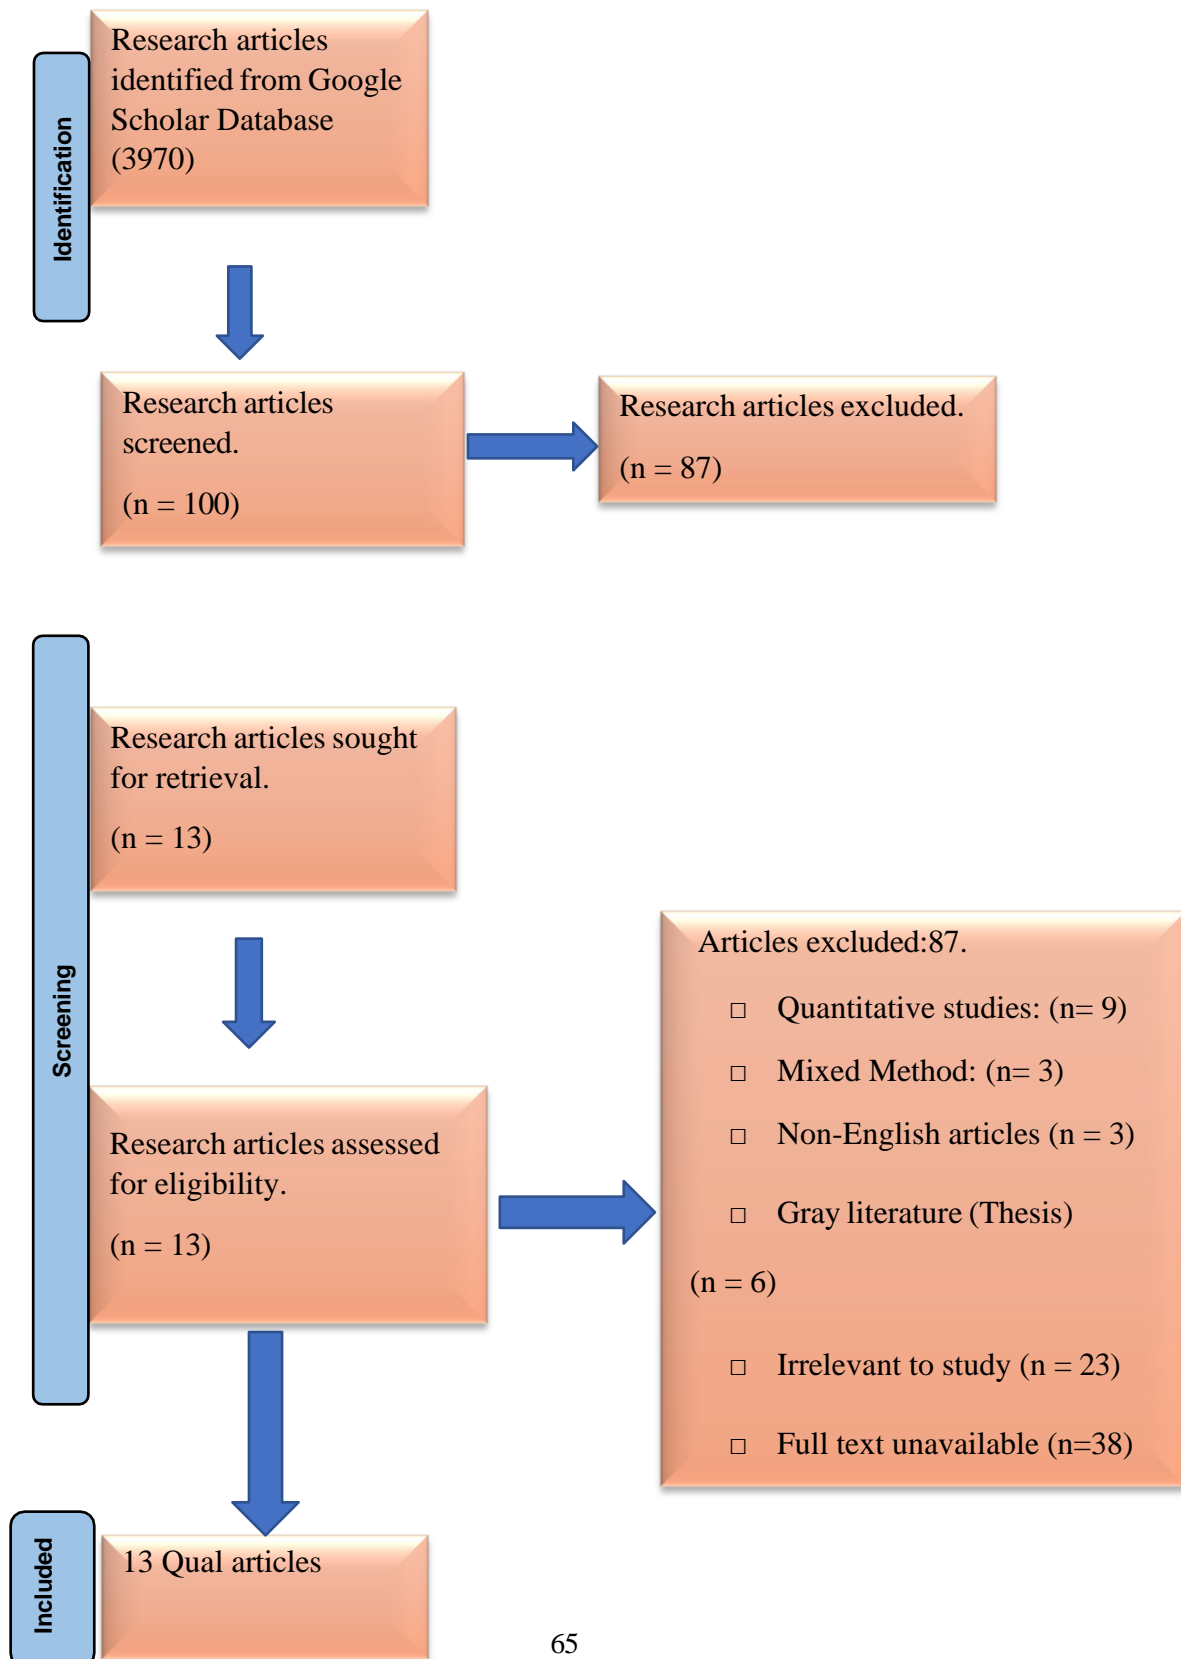 Identification
Research articles
identified from Google
Scholar Database
(3970)
Research articles
screened.
(n = 100)
Research articles excluded.
(n = 87)
Screening
Research articles sought
for retrieval.
(n = 13)
Research articles assessed
for eligibility.
(n = 13)
Articles excluded:87.
□ Quantitative studies: (n= 9)
□ Mixed Method: (n= 3)
□ Non-English articles (n = 3)
□ Gray literature (Thesis)
(n = 6)
□ Irrelevant to study (n = 23)
□ Full text unavailable (n=38)
Included
13 Qual articles
65